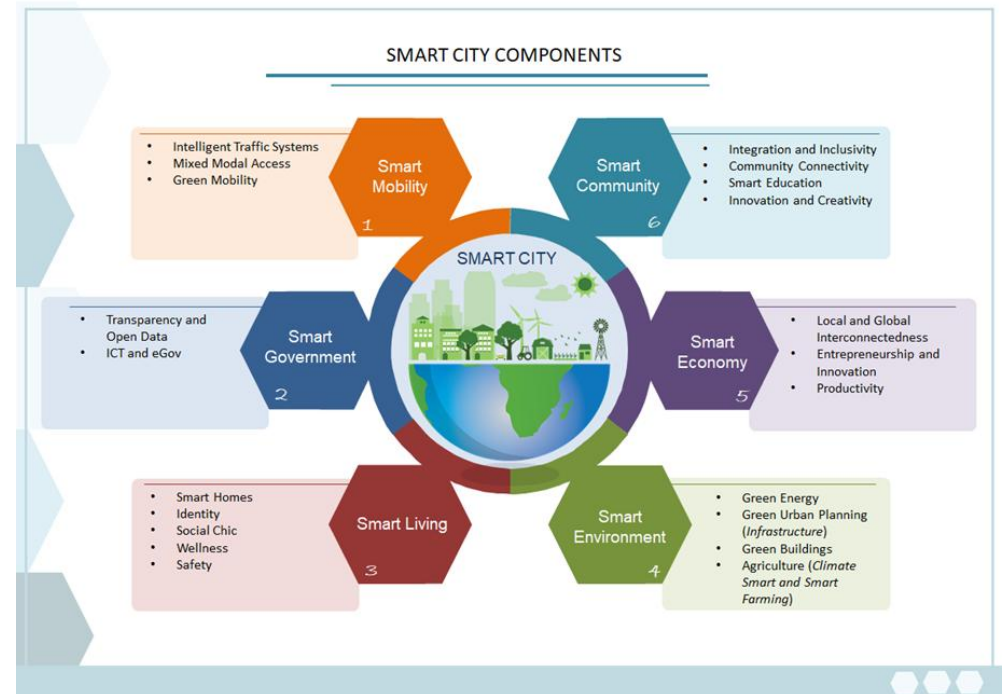 SMART CITY COMPONENTS
• Intelligent Traffic Systems
• Mixed Modal Access
• Green Mobility
Smart
Mobility
1
Smart
Community
6
• Integration and Inclusivity
• Community Connectivity
• Smart Education
• Innovation and Creativity
SMART CITY
• Transparency and
Open Data
• ICT and eGov
Smart
Government
2
Smart
Economy
5
• Local and Global
Interconnectedness
• Entrepreneurship and
Innovation
• Productivity
• Smart Homes
• Identity
• Social Chic
• Wellness
• Safety
Smart Living
3
Smart
Environment
4
• Green Energy
• Green Urban Planning
(Infrastructure)
• Green Buildings
• Agriculture (Climate
Smart and Smart
Farming)